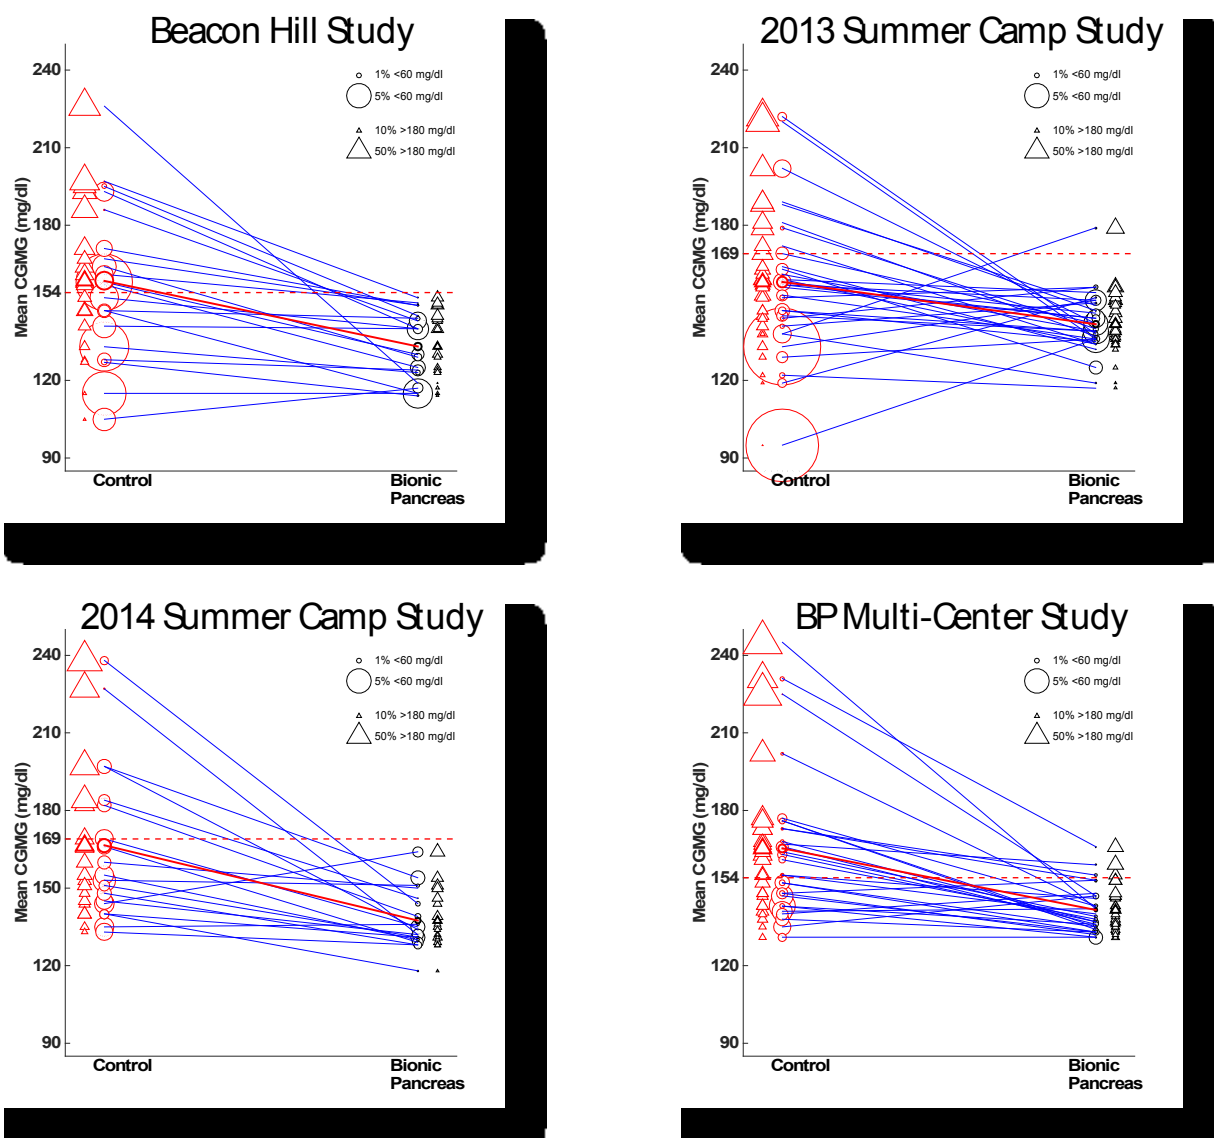 Beacon Hill Study
240
210
180
154
120
90
Mean CGMG (mg/dl)
1% <60 mg/dl
5% <60 mg/dl
10% >180 mg/dl
50% >180 mg/dl
Control
Bionic
Pancreas
2013 Summer Camp Study
240
210
180
169
150
120
90
Mean CGMG (mg/dl)
1% <60 mg/dl
5% <60 mg/dl
10% >180 mg/dl
50% >180 mg/dl
Control
Bionic
Pancreas
2014 Summer Camp Study
240
210
180
169
150
120
90
Mean CGMG (mg/dl)
1% <60 mg/dl
5% <60 mg/dl
10% >180 mg/dl
50% >180 mg/dl
Control
Bionic
Pancreas
BP Multi-Center Study
240
210
180
154
120
90
Mean CGMG (mg/dl)
1% <60 mg/dl
5% <60 mg/dl
10% >180 mg/dl
50% >180 mg/dl
Control
Bionic
Pancreas